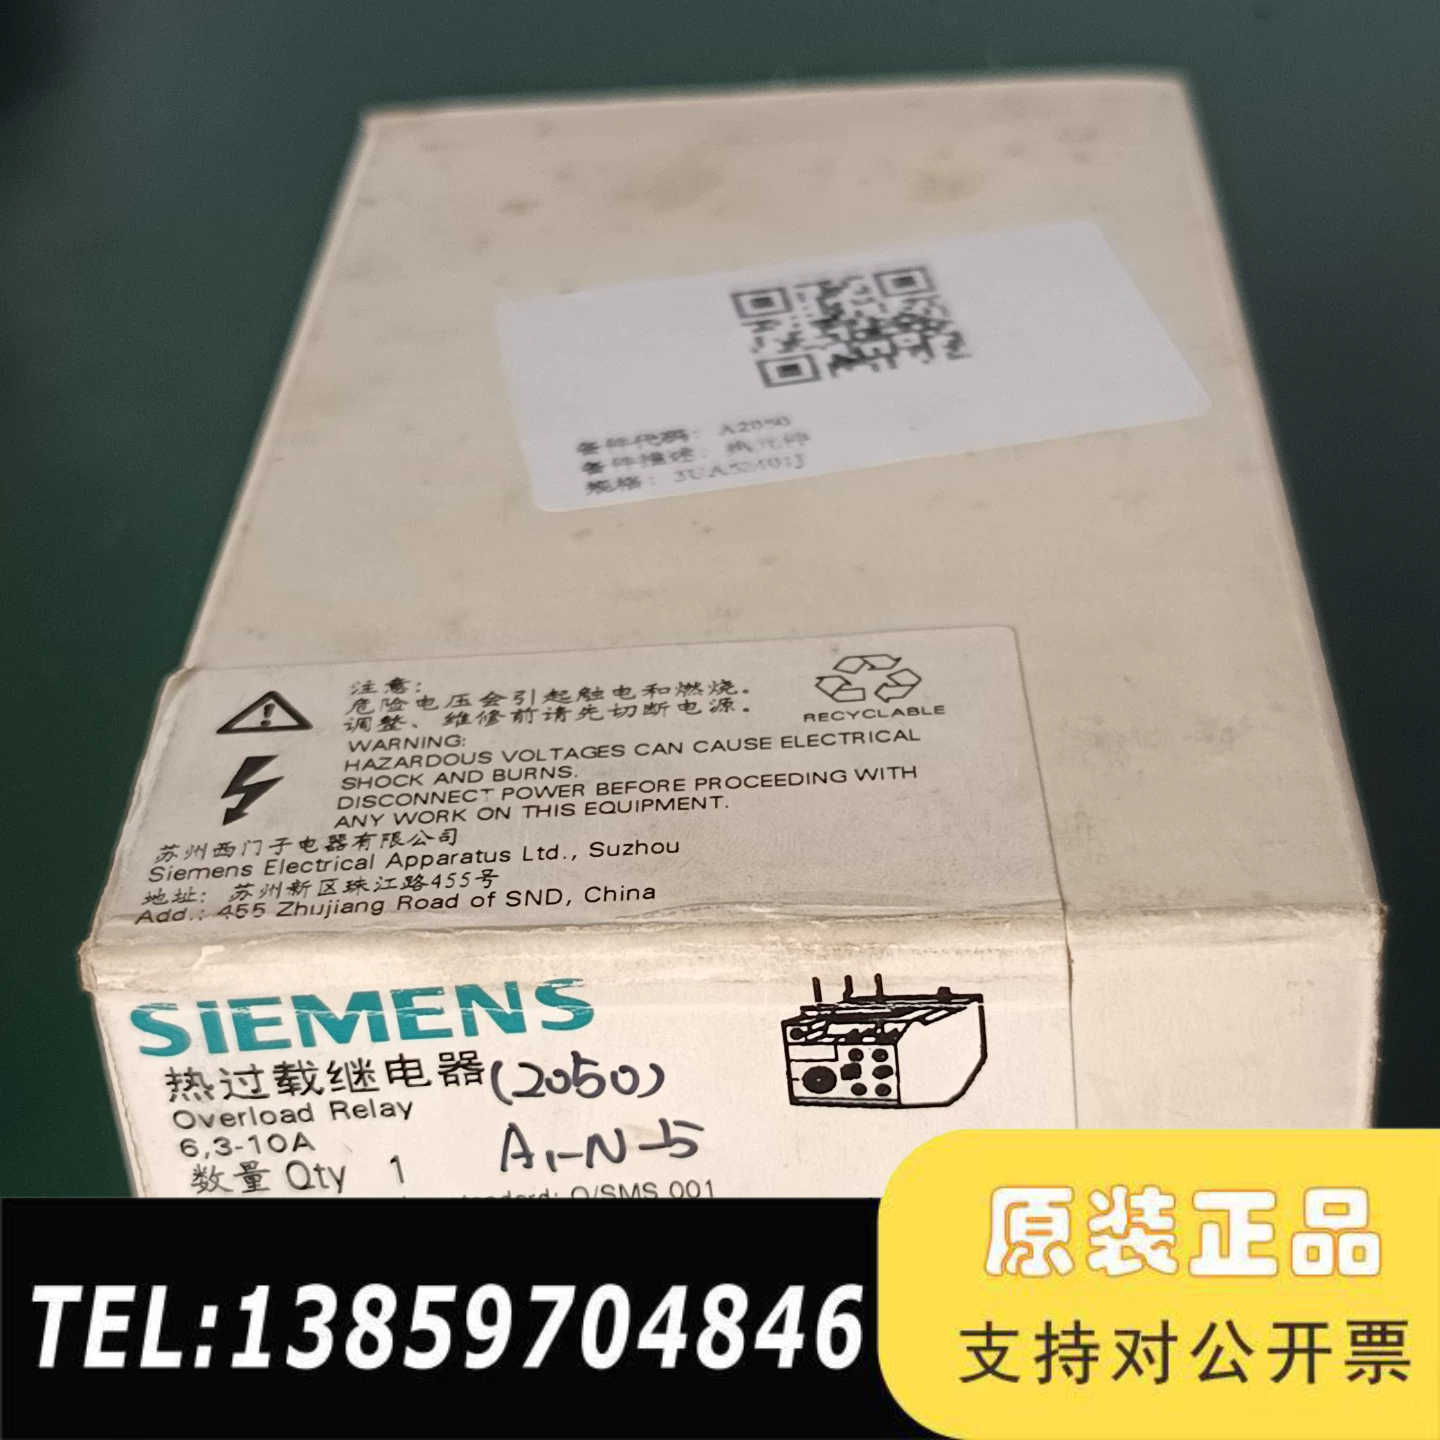 备件代码: A2050
备件描述: 热元件
规格:
注意:
危险电压会引起触电和燃烧。
调整、维修前请先切断电源。
WARNING:
HAZARDOUS VOLTAGES CAN CAUSE ELECTRICAL
SHOCK AND BURNS.
DISCONNECT POWER BEFORE PROCEEDING WITH
ANY WORK ON THIS EQUIPMENT.
RECYCLABLE
苏州西门子电器有限公司
Siemens Electrical Apparatus Ltd., Suzhou
地址: 苏州新区珠江路455号
Add.: 455 Zhujiang Road of SND, China
SIEMENS
热过载继电器(2050)
Overload Relay
6,3-10A
A1-N-5
数量 Qty 1
Q/SMS 001
TEL:13859704846
原装正品
支持对公开票